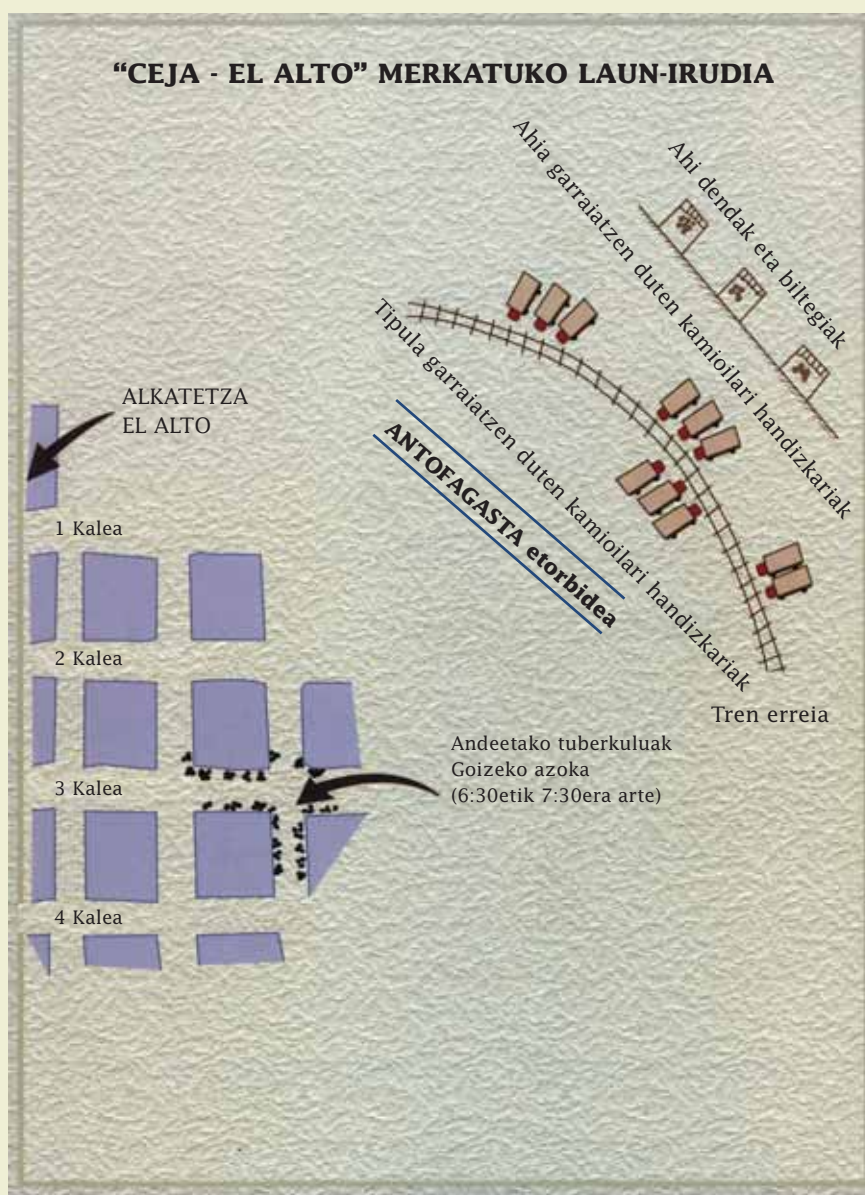 “CEJA - EL ALTO” MERKATUKO LAUN-IRUDIA
Ahi dendak eta biltegiak
Ahia garraiatzen duten kamioilari handizkariak
Tipula garraiatzen duten kamioilari handizkariak
ANTOFAGASTA etorbidea
ALKATETZA
EL ALTO
1 Kalea
2 Kalea
Tren erreia
Andeetako tuberkuluak
Goizeko azoka
(6:30etik 7:30era arte)
3 Kalea
4 Kalea